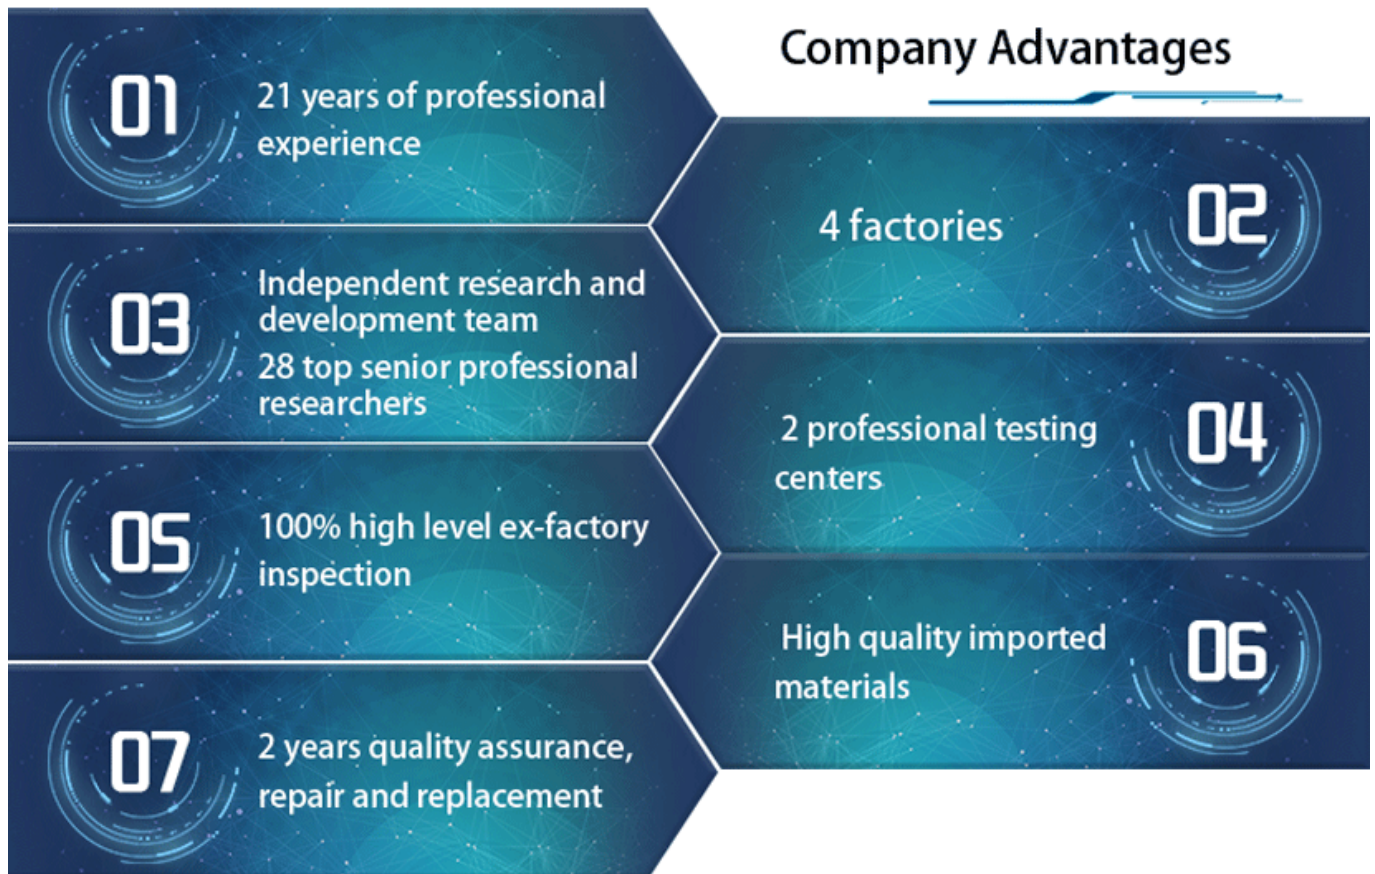 Company Advantages
01
21 years of professional
experience
02
4 factories
03
Independent research and
development team
28 top senior professional
researchers
04
2 professional testing
centers
05
100% high level ex-factory
inspection
06
High quality imported
materials
07
2 years quality assurance,
repair and replacement